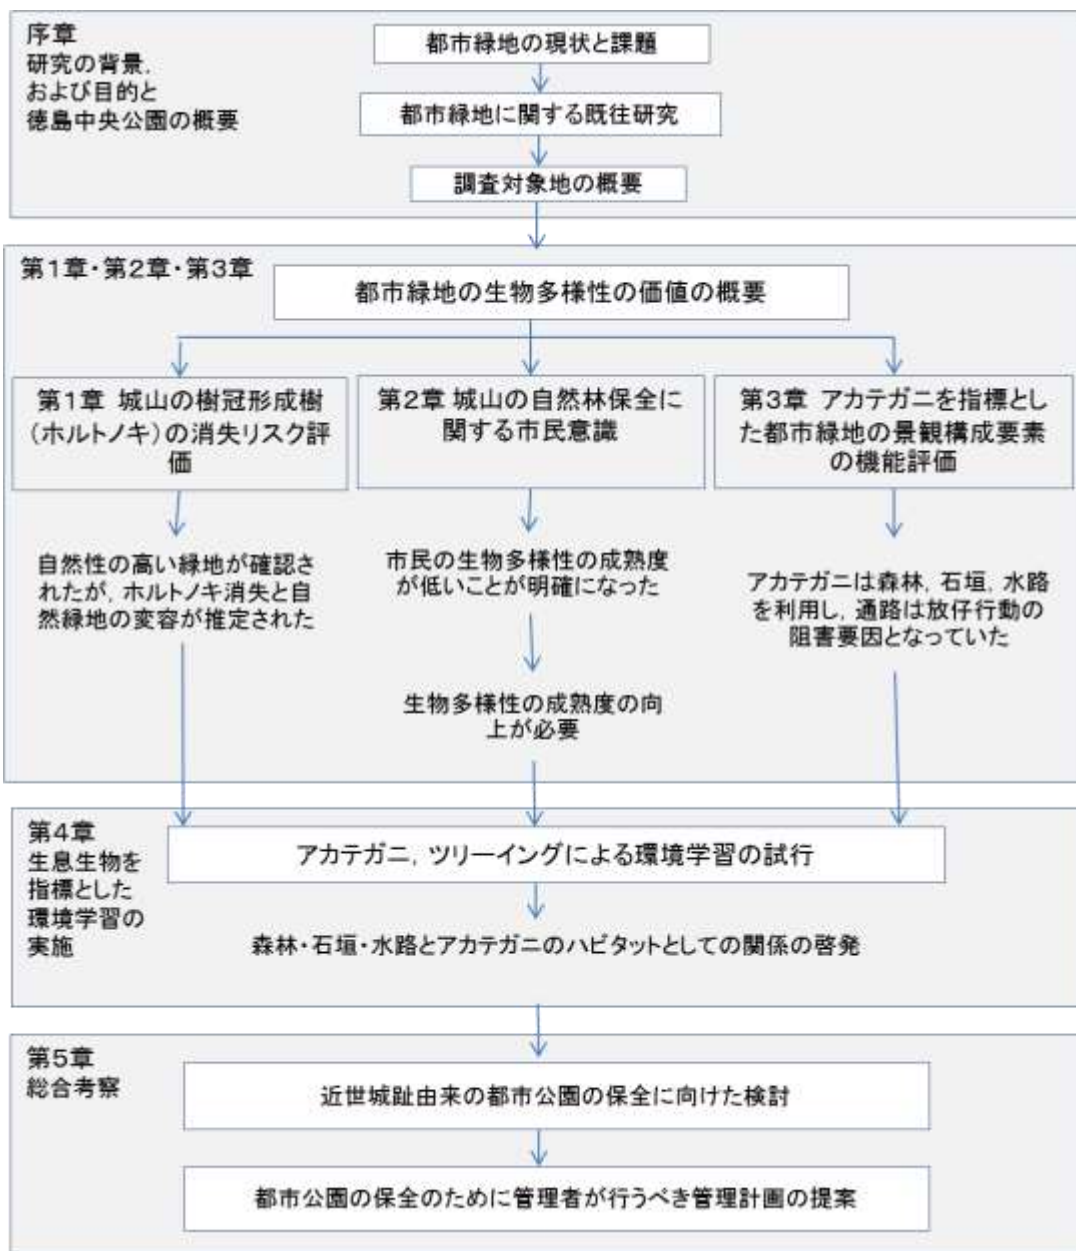 序章
研究の背景,
および目的と
徳島中央公園の概要
都市緑地の現状と課題
都市緑地に関する既往研究
調査対象地の概要
第1章・第2章・第3章
都市緑地の生物多様性の価値の概要
第1章 城山の樹冠形成樹
(ホルトノキ)の消失リスク評
価
第2章 城山の自然林保全に
関する市民意識
第3章 アカテガニを指標とし
た都市緑地の景観構成要素
の機能評価
自然性の高い緑地が確認さ
れたが, ホルトノキ消失と自
然緑地の変容が推定された
市民の生物多様性の成熟度
が低いことが明確になった
アカテガニは森林, 石垣, 水路
を利用し, 通路は放仔行動の
阻害要因となっていた
生物多様性の成熟度の向
上が必要
第4章
生息生物を
指標とした
環境学習の
実施
アカテガニ, ツリーイングによる環境学習の試行
森林・石垣・水路とアカテガニのハビタットとしての関係の啓発
第5章
総合考察
近世城趾由来の都市公園の保全に向けた検討
都市公園の保全のために管理者が行うべき管理計画の提案